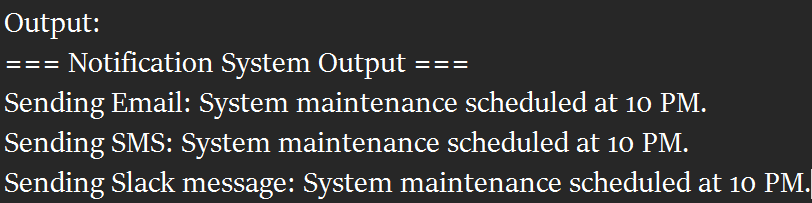 Output:
=== Notification System Output ===
Sending Email: System maintenance scheduled at 10 PM.
Sending SMS: System maintenance scheduled at 10 PM.
Sending Slack message: System maintenance scheduled at 10 PM.